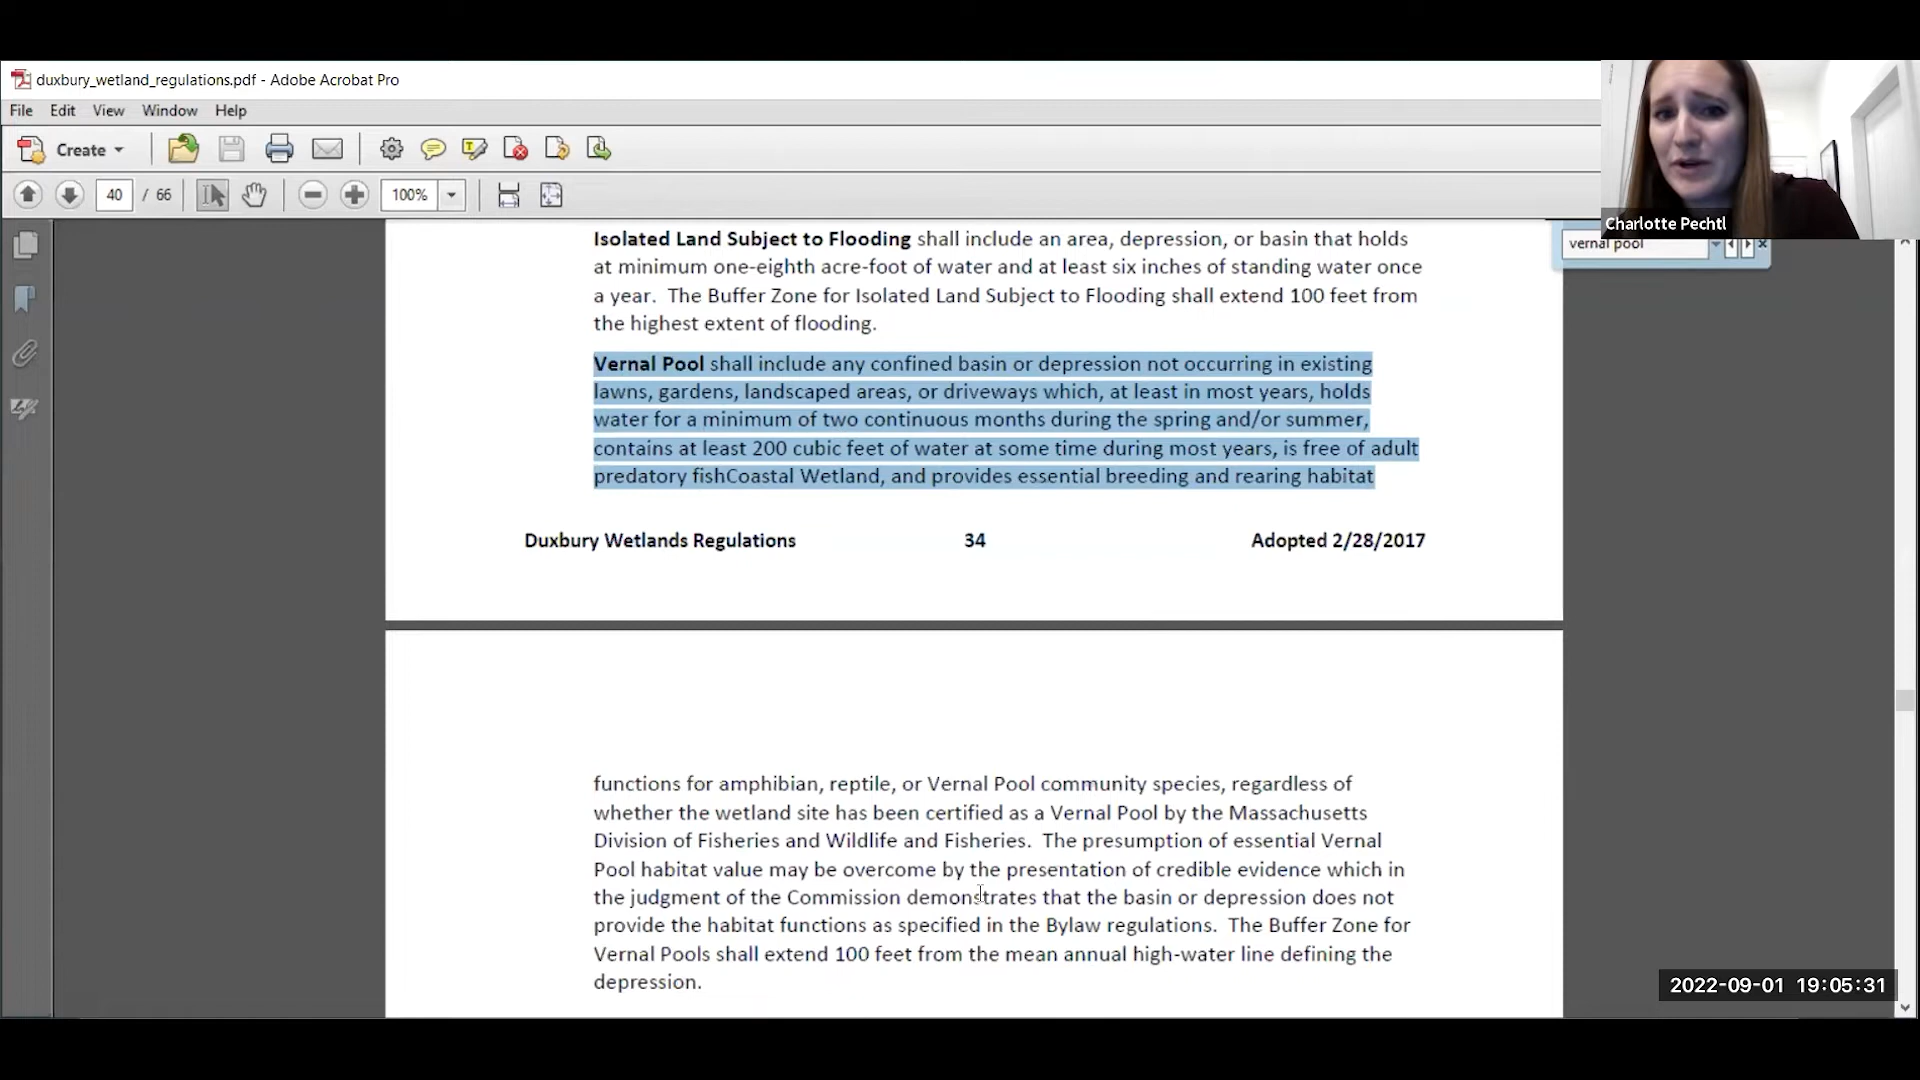 duxbury_wetland_regulations.pdf - Adobe Acrobat Pro
File Edit View Window Help
Create
40 / 66
100%
Charlotte Pechtl
vernal pool
Isolated Land Subject to Flooding shall include an area, depression, or basin that holds
at minimum one-eighth acre-foot of water and at least six inches of standing water once
a year. The Buffer Zone for Isolated Land Subject to Flooding shall extend 100 feet from
the highest extent of flooding.
Vernal Pool shall include any confined basin or depression not occurring in existing
lawns, gardens, landscaped areas, or driveways which, at least in most years, holds
water for a minimum of two continuous months during the spring and/or summer,
contains at least 200 cubic feet of water at some time during most years, is free of adult
predatory fishCoastal Wetland, and provides essential breeding and rearing habitat
Duxbury Wetlands Regulations 34 Adopted 2/28/2017
functions for amphibian, reptile, or Vernal Pool community species, regardless of
whether the wetland site has been certified as a Vernal Pool by the Massachusetts
Division of Fisheries and Wildlife and Fisheries. The presumption of essential Vernal
Pool habitat value may be overcome by the presentation of credible evidence which in
the judgment of the Commission demonstrates that the basin or depression does not
provide the habitat functions as specified in the Bylaw regulations. The Buffer Zone for
Vernal Pools shall extend 100 feet from the mean annual high-water line defining the
depression.
2022-09-01 19:05:31